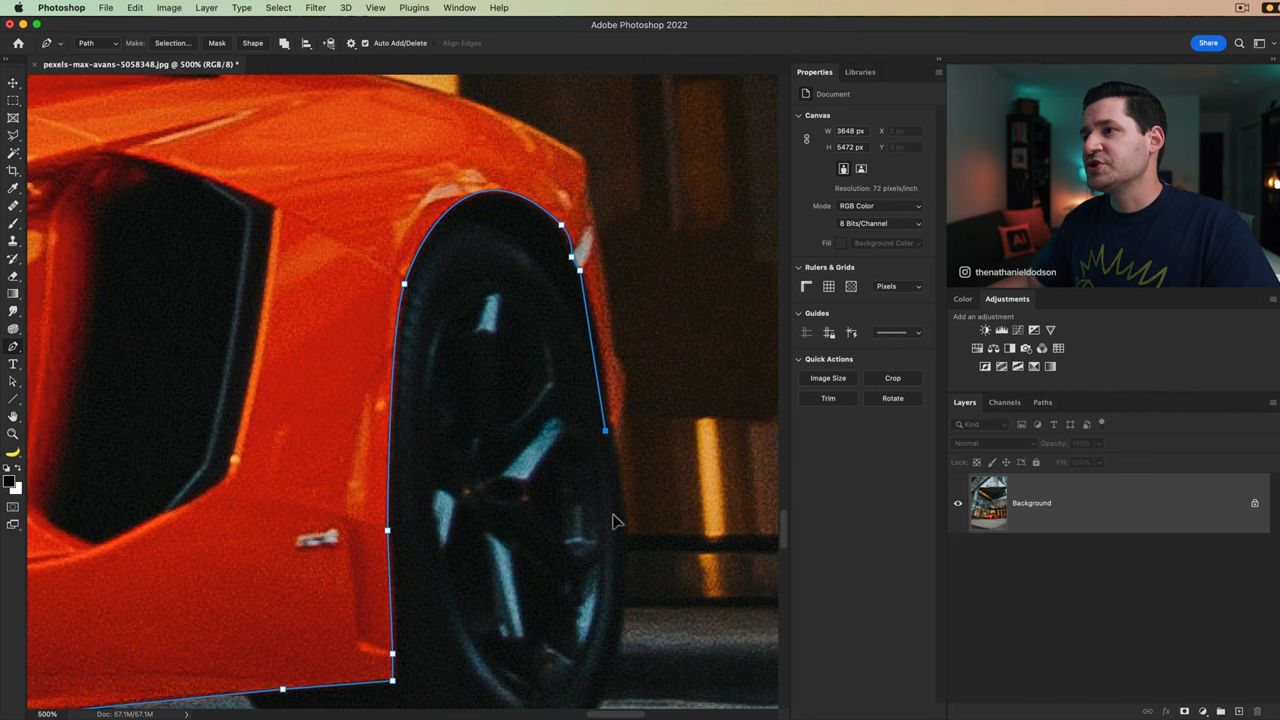 Photoshop File Edit Image Layer Type Select Filter 3D View Plugins Window Help
Adobe Photoshop 2022
Path Make: Selection... Mask Shape Auto Add/Delete Align Edges Share
pexels-max-avans-5058348.jpg @ 500% (RGB/8) *
Properties Libraries
Document
Canvas
W 3648 px X 0 px
H 5472 px Y 0 px
Resolution: 72 pixels/inch
Mode RGB Color
8 Bits/Channel
Fill Background Color
Rulers & Grids
Pixels
Guides
Quick Actions
Image Size Crop
Trim Rotate
Ai
thenathanieldodson
Color Adjustments
Add an adjustment
Layers Channels Paths
Kind
Normal Opacity: 100%
Lock: Fill: 100%
Background
fx
500% Doc: 57.1M/57.1M